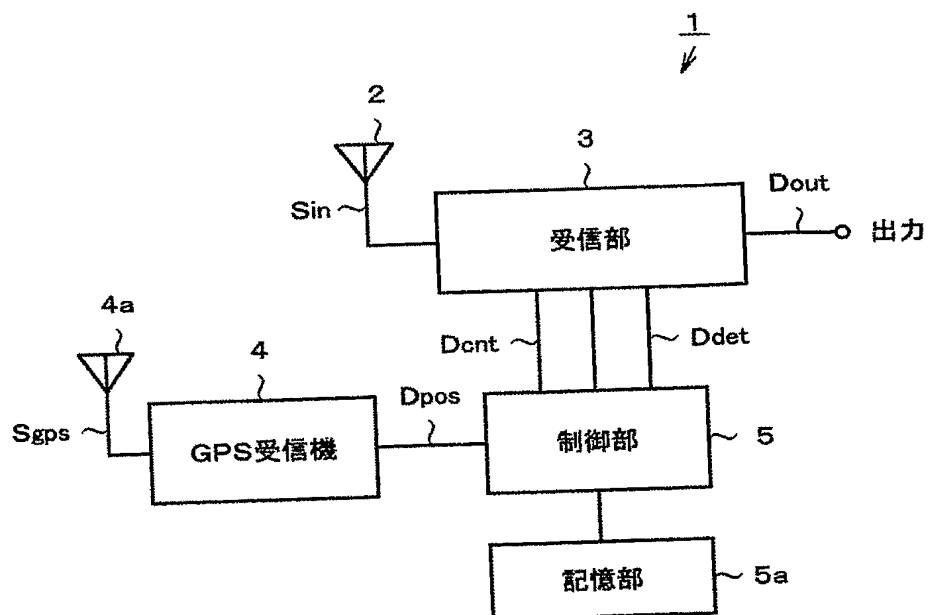 1
2
3
Sin
Dout
受信部
出力
4a
4
Dcnt
Ddet
Dpos
Sgps
GPS受信機
制御部
5
記憶部
5a